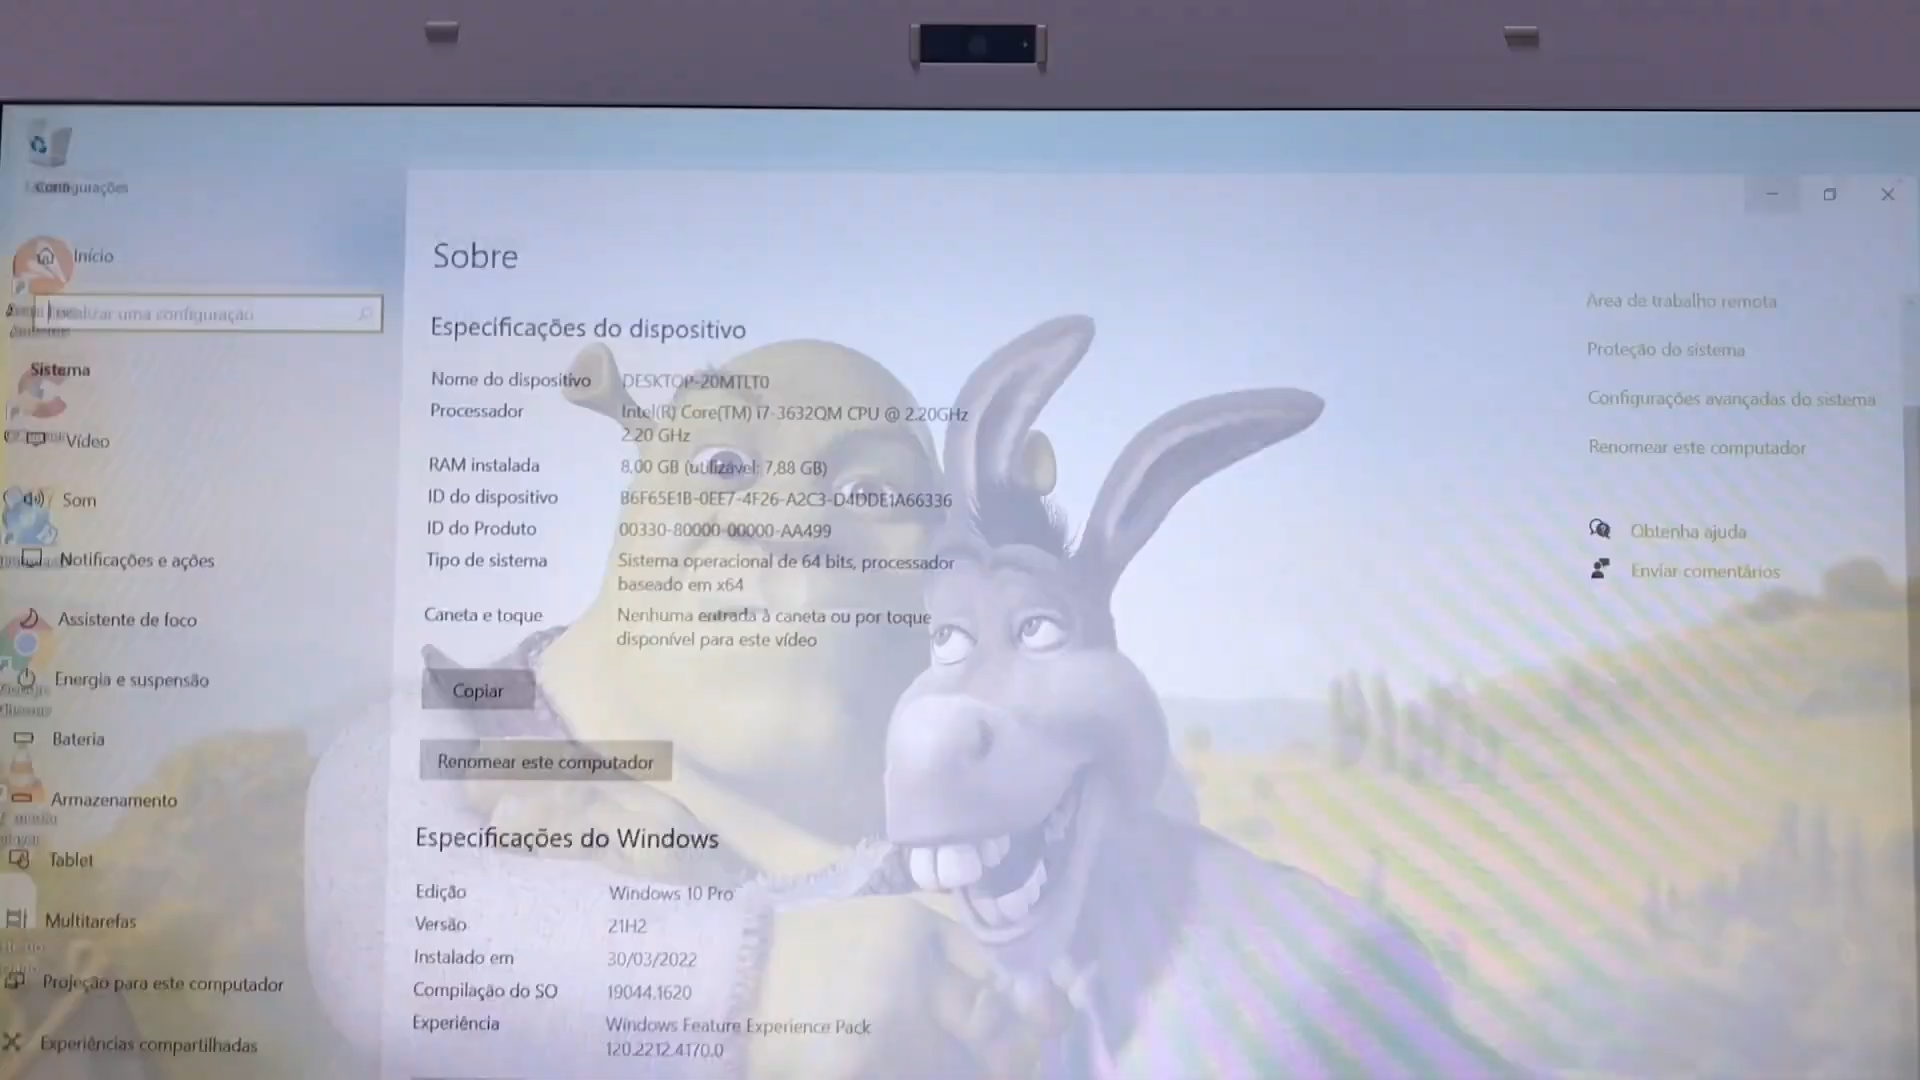 Configurações
Início
Localizar uma configuração
Sistema
Vídeo
Som
Notificações e ações
Assistente de foco
Energia e suspensão
Bateria
Armazenamento
Tablet
Multitarefas
Projeção para este computador
Experiências compartilhadas
Sobre
Especificações do dispositivo
Nome do dispositivo DESKTOP-20MTLT0
Processador Intel(R) Core(TM) i7-3632QM CPU @ 2.20GHz
2.20 GHz
RAM instalada 8,00 GB (utilizável: 7,88 GB)
ID do dispositivo B6F65E1B-0EE7-4F26-A2C3-D4DDE1A66336
ID do Produto 00330-80000-00000-AA499
Tipo de sistema Sistema operacional de 64 bits, processador
baseado em x64
Caneta e toque Nenhuma entrada à caneta ou por toque
disponível para este vídeo
Copiar
Renomear este computador
Especificações do Windows
Edição Windows 10 Pro
Versão 21H2
Instalado em 30/03/2022
Compilação do SO 19044.1620
Experiência Windows Feature Experience Pack
120.2212.4170.0
Área de trabalho remota
Proteção do sistema
Configurações avançadas do sistema
Renomear este computador
Obtenha ajuda
Enviar comentários